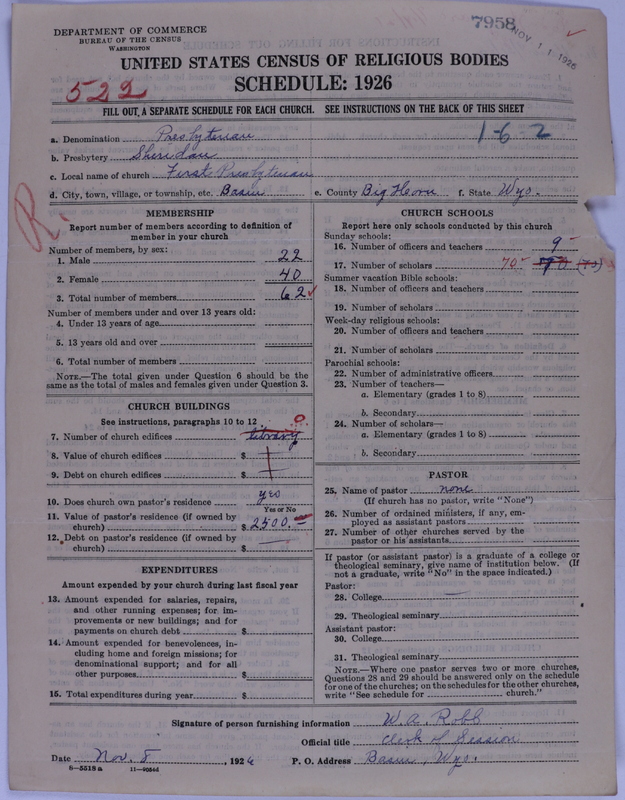 DEPARTMENT OF COMMERCE
BUREAU OF THE CENSUS
WASHINGTON
7958
NOV 11 1926
UNITED STATES CENSUS OF RELIGIOUS BODIES
SCHEDULE: 1926
522
FILL OUT A SEPARATE SCHEDULE FOR EACH CHURCH. SEE INSTRUCTIONS ON THE BACK OF THIS SHEET
1-62
a. Denomination Presbyterian
b. Presbytery Sheridan
c. Local name of church First Presbyterian
d. City, town, village, or township, etc. Basin e. County Big Horn f. State Wyo.
R.
MEMBERSHIP
Report number of members according to definition of
member in your church
Number of members, by sex:
1. Male 22
2. Female 40
3. Total number of members 62
Number of members under and over 13 years old:
4. Under 13 years of age
5. 13 years old and over
6. Total number of members
NOTE.—The total given under Question 6 should be
same as the total of males and females given under Question 3.
CHURCH BUILDINGS
See instructions, paragraphs 10 to 12
0
7. Number of church edifices library
8. Value of church edifices $
9. Debt on church edifices $
10. Does church own pastor's residence yes
Yes or No
11. Value of pastor's residence (if owned by
church) $ 2500.—
12. Debt on pastor's residence (if owned by
church) $
EXPENDITURES
Amount expended by your church during last fiscal year
13. Amount expended for salaries, repairs,
and other running expenses; for im-
provements or new buildings; and for
payments on church debt $
14. Amount expended for benevolences, in-
cluding home and foreign missions; for
denominational support; and for all
other purposes $
15. Total expenditures during year $
CHURCH SCHOOLS
Report here only schools conducted by this church
Sunday schools:
16. Number of officers and teachers 9-
17. Number of scholars 70- 70 (70)
Summer vacation Bible schools:
18. Number of officers and teachers
19. Number of scholars
Week-day religious schools:
20. Number of officers and teachers
21. Number of scholars
Parochial schools:
22. Number of administrative officers
23. Number of teachers—
a. Elementary (grades 1 to 8)
b. Secondary
24. Number of scholars—
a. Elementary (grades 1 to 8)
b. Secondary
PASTOR
25. Name of pastor none
(If church has no pastor, write "None")
26. Number of ordained ministers, if any, em-
ployed as assistant pastors
27. Number of other churches served by the
pastor or his assistants
If pastor (or assistant pastor) is a graduate of a college or
theological seminary, give name of institution below. (If
not a graduate, write "No" in the space indicated.)
Pastor:
28. College —
29. Theological seminary
Assistant pastor:
30. College
31. Theological seminary
NOTE.—Where one pastor serves two or more churches,
Questions 28 and 29 should be answered only on the schedule
for one of the churches; on the schedules for the other churches,
write "See schedule for church."
Signature of person furnishing information W. A. Robb
Official title Clerk of Session
Date Nov. 8, 1926 P. O. Address Basin, Wyo.
8—5518a 11—90544